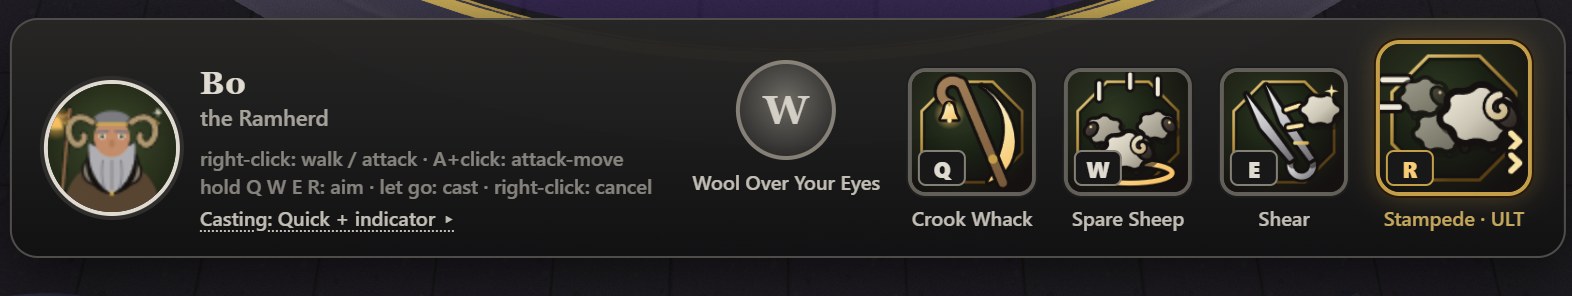 Bo
the Ramherd
right-click: walk / attack · A+click: attack-move
hold Q W E R: aim · let go: cast · right-click: cancel
Casting: Quick + indicator ▸
W
Wool Over Your Eyes
Q
Crook Whack
W
Spare Sheep
E
Shear
R
Stampede · ULT